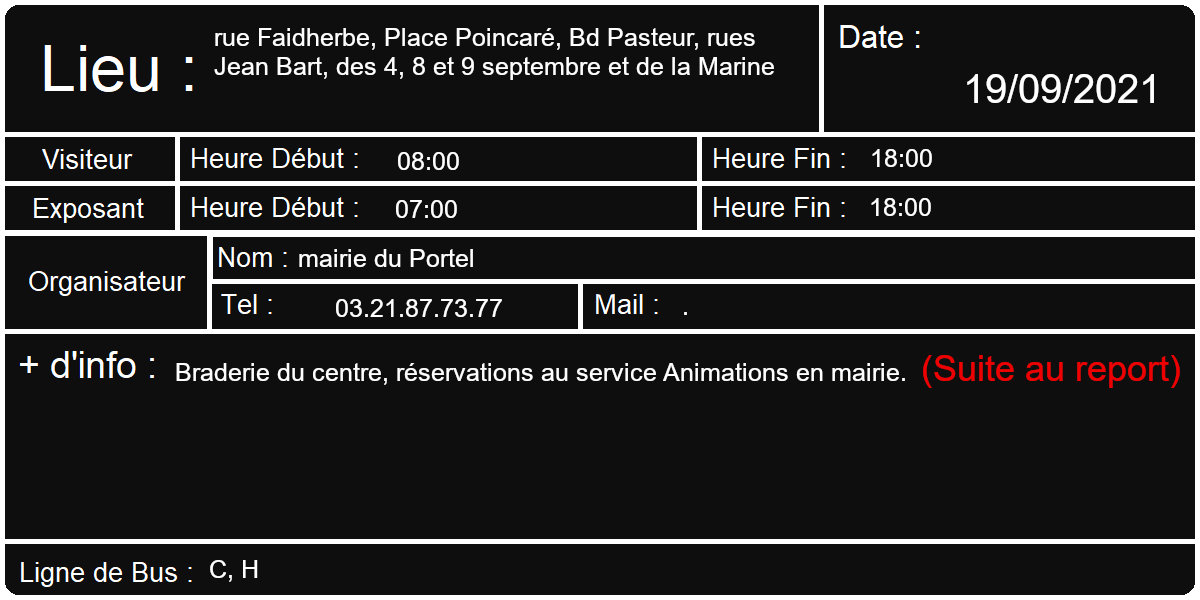 Lieu : rue Faidherbe, Place Poincaré, Bd Pasteur, rues
Jean Bart, des 4, 8 et 9 septembre et de la Marine
Date :
19/09/2021
Visiteur Heure Début : 08:00 Heure Fin : 18:00
Exposant Heure Début : 07:00 Heure Fin : 18:00
Organisateur
Nom : mairie du Portel
Tel : 03.21.87.73.77 Mail : .
+ d'info : Braderie du centre, réservations au service Animations en mairie. (Suite au report)
Ligne de Bus : C, H